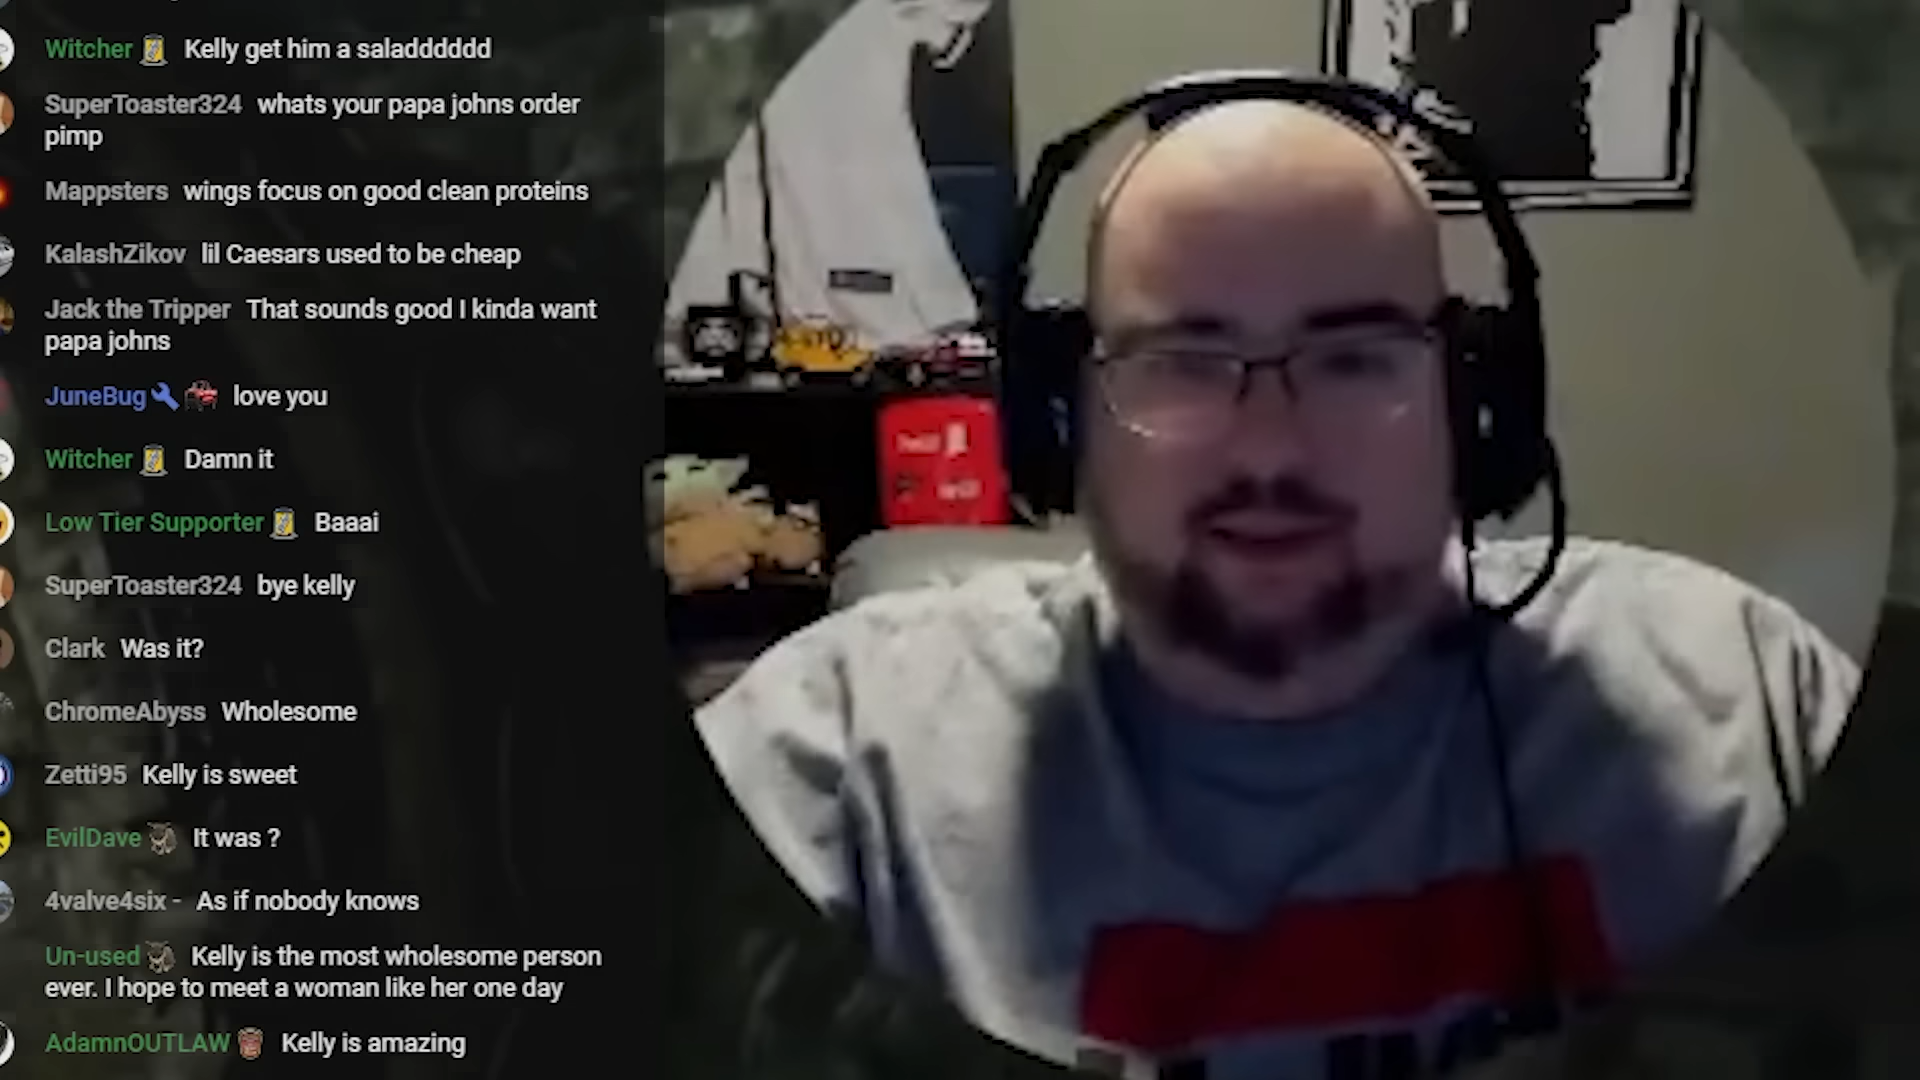 Witcher Kelly get him a saladddddd
SuperToaster324 whats your papa johns order
pimp
Mappsters wings focus on good clean proteins
KalashZikov lil Caesars used to be cheap
Jack the Tripper That sounds good I kinda want
papa johns
JuneBug love you
Witcher Damn it
Low Tier Supporter Baaai
SuperToaster324 bye kelly
Clark Was it?
ChromeAbyss Wholesome
Zetti95 Kelly is sweet
EvilDave It was ?
4valve4six - As if nobody knows
Un-used Kelly is the most wholesome person
ever. I hope to meet a woman like her one day
AdamnOUTLAW Kelly is amazing